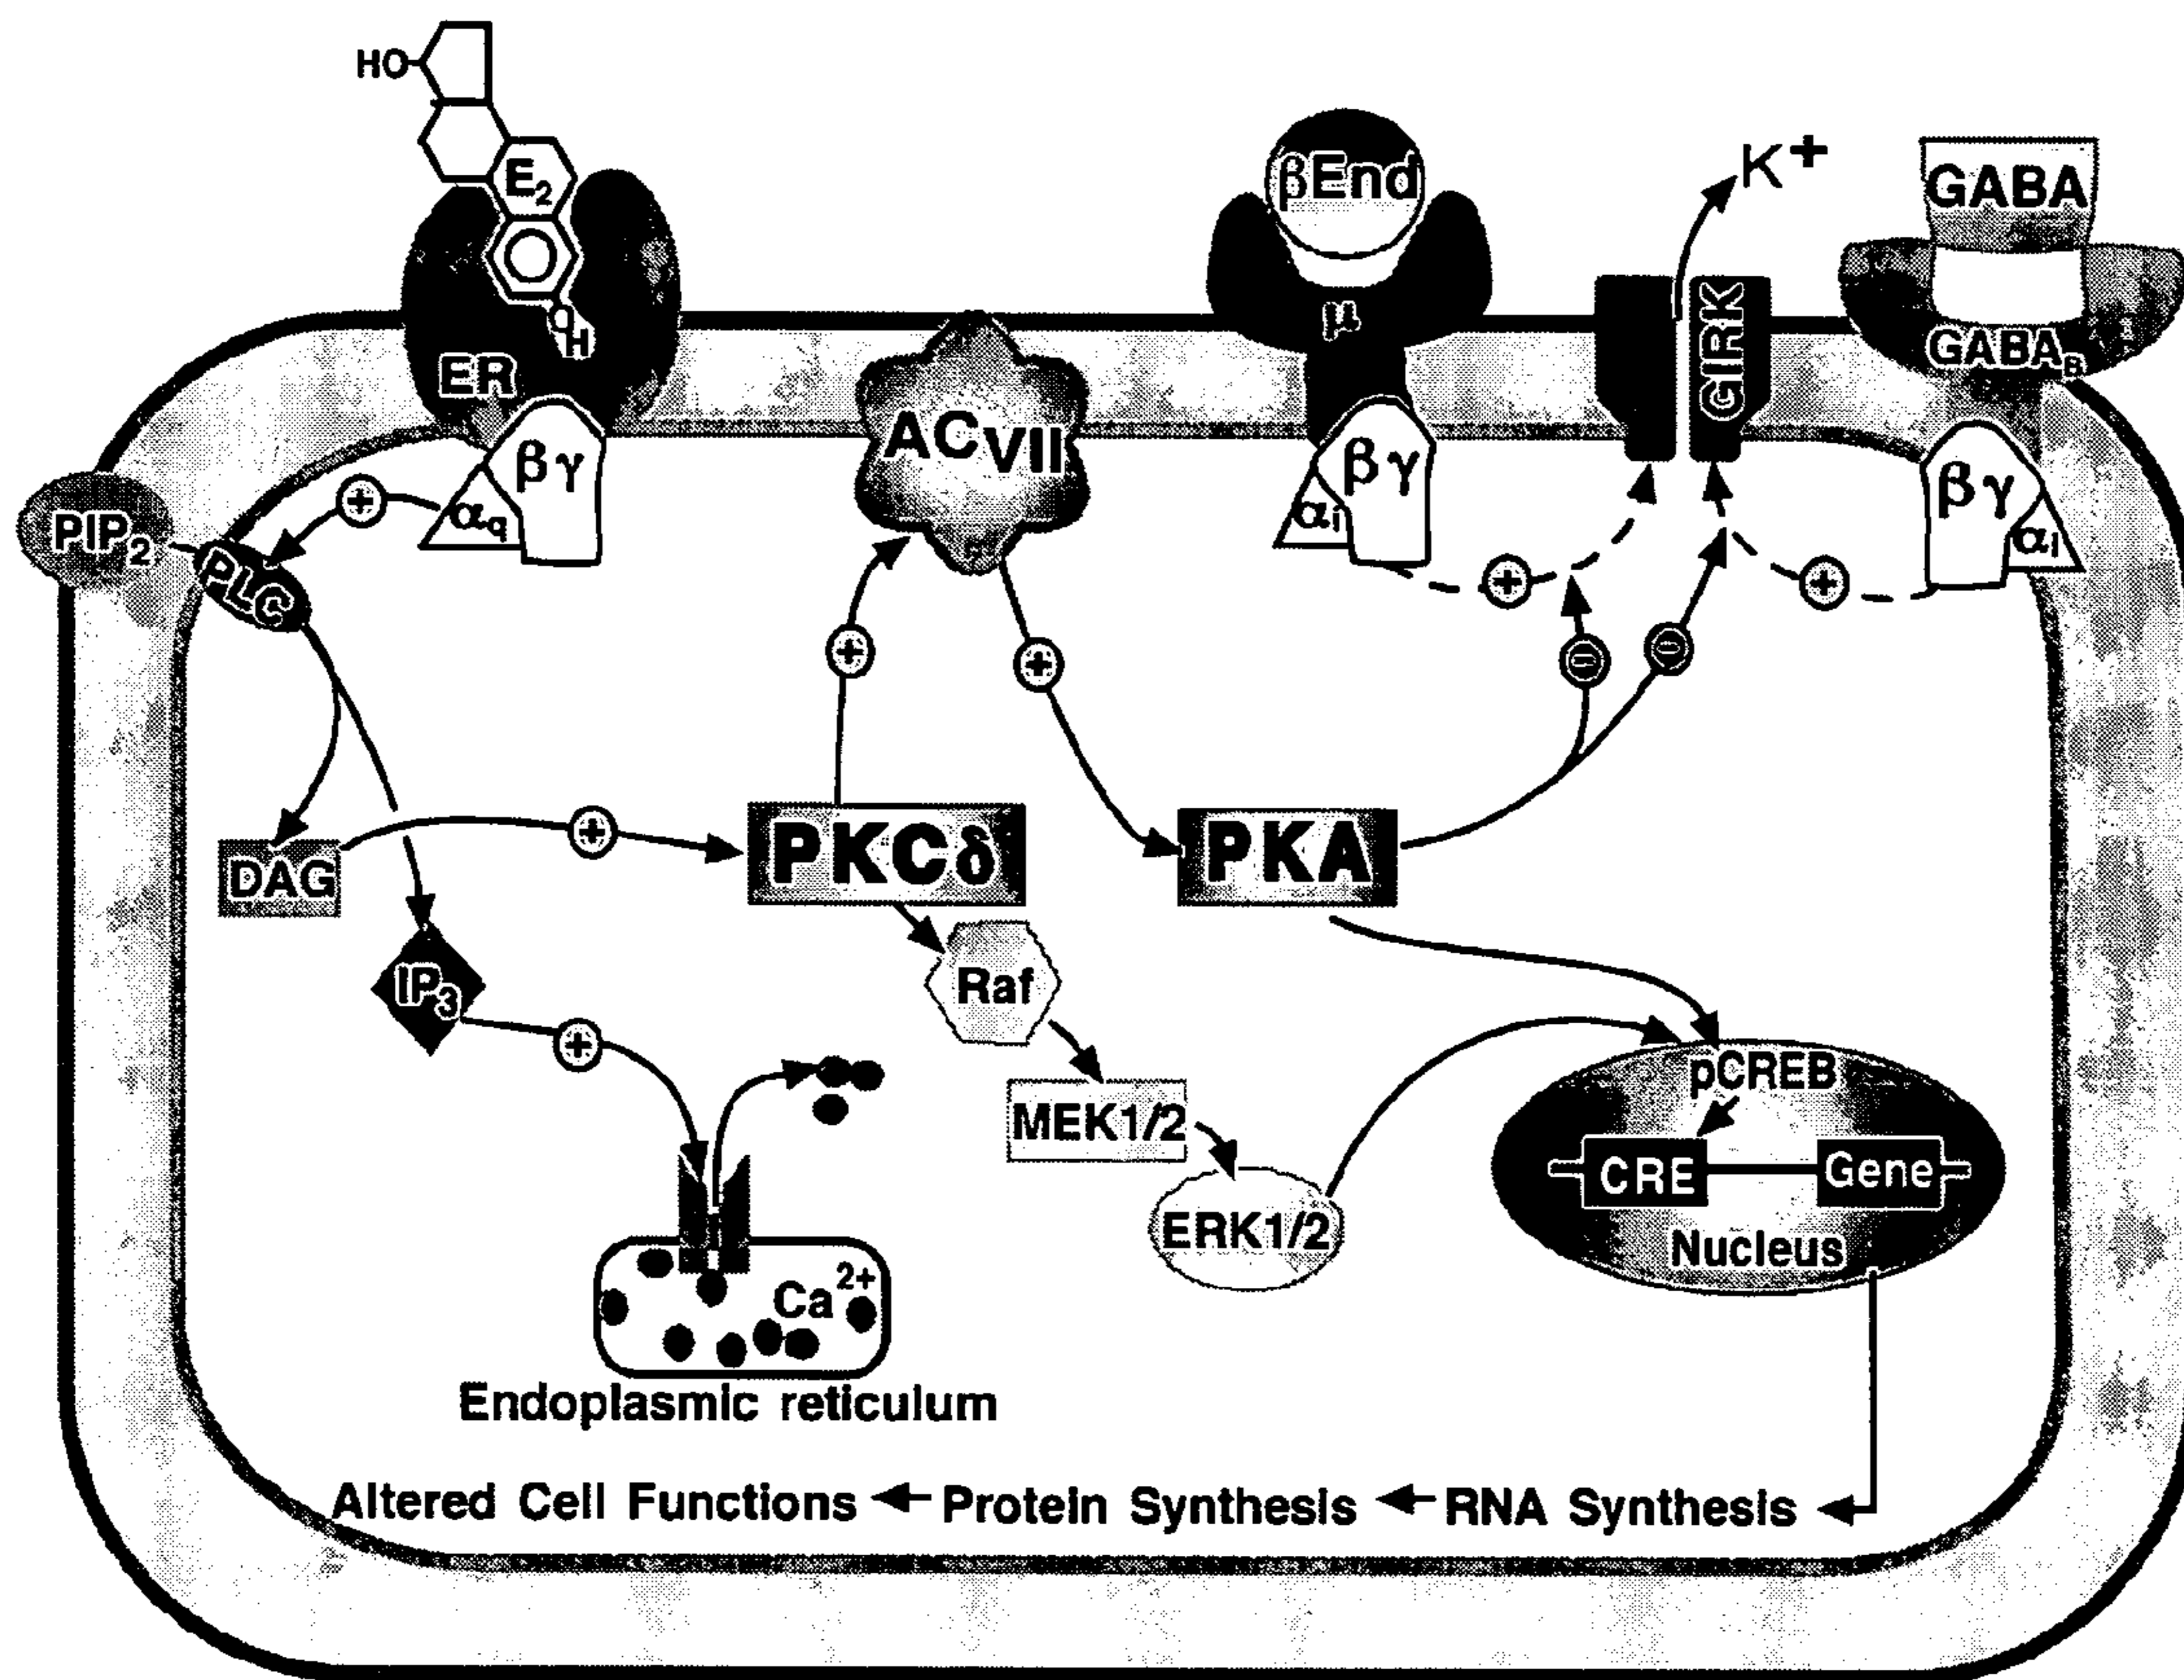 HO
E2
OH
ER
βγ
αq
+
PIP2
PLC
ACVII
βEnd
μ
βγ
αi
K+
GIRK
GABA
GABAB
βγ
αi
+
+
+
+
−
−
DAG
+
PKCδ
PKA
IP3
+
Raf
MEK1/2
ERK1/2
pCREB
CRE
Gene
Nucleus
Ca2+
Endoplasmic reticulum
Altered Cell Functions
Protein Synthesis
RNA Synthesis